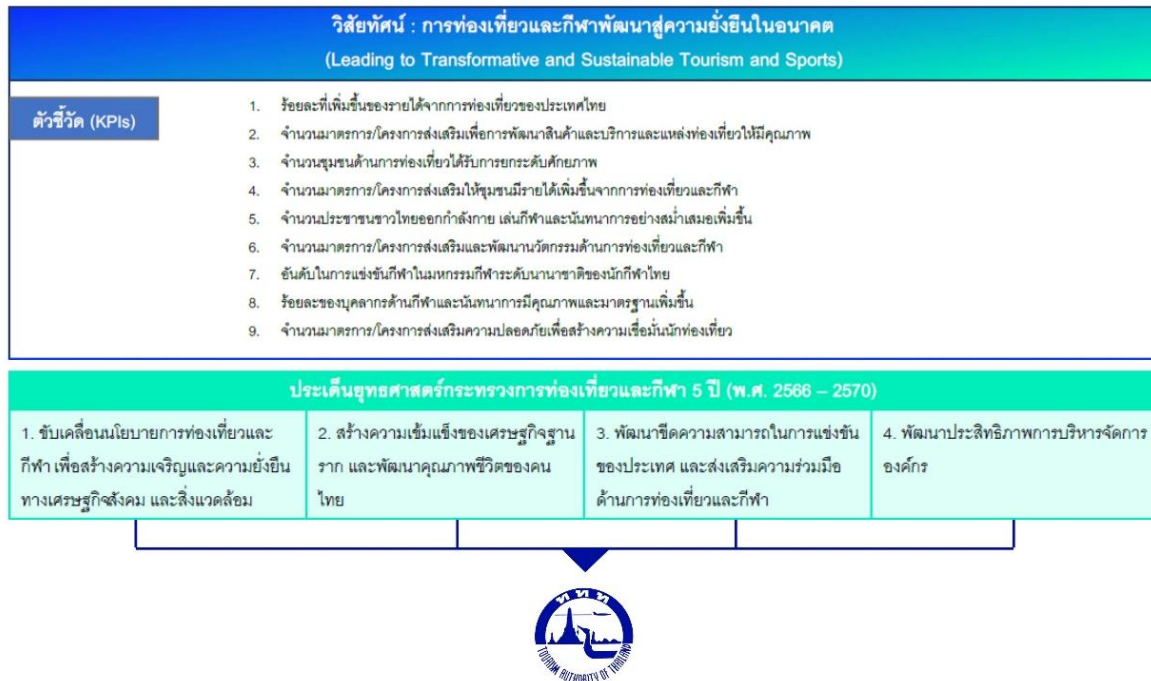 วิสัยทัศน์ : การท่องเที่ยวและกีฬาพัฒนาสู่ความยั่งยืนในอนาคต
(Leading to Transformative and Sustainable Tourism and Sports)
ตัวชี้วัด (KPIs)
1. ร้อยละที่เพิ่มขึ้นของรายได้จากการท่องเที่ยวของประเทศไทย
2. จำนวนมาตรการ/โครงการส่งเสริมเพื่อการพัฒนาสินค้าและบริการและแหล่งท่องเที่ยวให้มีคุณภาพ
3. จำนวนชุมชนด้านการท่องเที่ยวได้รับการยกระดับศักยภาพ
4. จำนวนมาตรการ/โครงการส่งเสริมให้ชุมชนมีรายได้เพิ่มขึ้นจากการท่องเที่ยวและกีฬา
5. จำนวนประชาชนชาวไทยออกกำลังกาย เล่นกีฬาและนันทนาการอย่างสม่ำเสมอเพิ่มขึ้น
6. จำนวนมาตรการ/โครงการส่งเสริมและพัฒนานวัตกรรมด้านการท่องเที่ยวและกีฬา
7. อันดับในการแข่งขันกีฬาในมหกรรมกีฬาระดับนานาชาติของนักกีฬาไทย
8. ร้อยละของบุคลากรด้านกีฬาและนันทนาการมีคุณภาพและมาตรฐานเพิ่มขึ้น
9. จำนวนมาตรการ/โครงการส่งเสริมความปลอดภัยเพื่อสร้างความเชื่อมั่นนักท่องเที่ยว
ประเด็นยุทธศาสตร์กระทรวงการท่องเที่ยวและกีฬา 5 ปี (พ.ศ. 2566 – 2570)
1. ขับเคลื่อนนโยบายการท่องเที่ยวและ
กีฬา เพื่อสร้างความเจริญและความยั่งยืน
ทางเศรษฐกิจสังคม และสิ่งแวดล้อม
2. สร้างความเข้มแข็งของเศรษฐกิจฐาน
ราก และพัฒนาคุณภาพชีวิตของคน
ไทย
3. พัฒนาขีดความสามารถในการแข่งขัน
ของประเทศ และส่งเสริมความร่วมมือ
ด้านการท่องเที่ยวและกีฬา
4. พัฒนาประสิทธิภาพการบริหารจัดการ
องค์กร
ททท
TOURISM AUTHORITY OF THAILAND